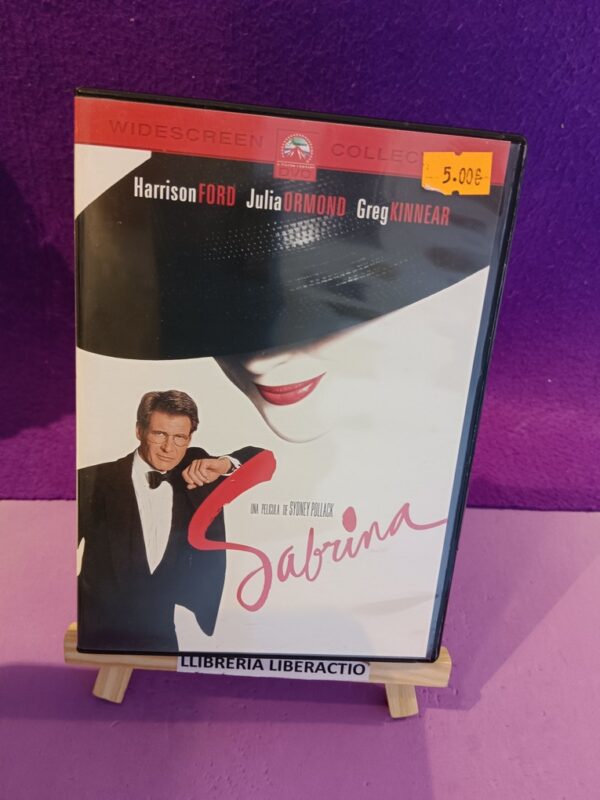 WIDESCREEN DVD COLLEC
5.00€
Harrison FORD Julia ORMOND Greg KINNEAR
UNA PELICULA DE SYDNEY POLLACK
Sabrina
LLIBRERIA LIBERACTIO